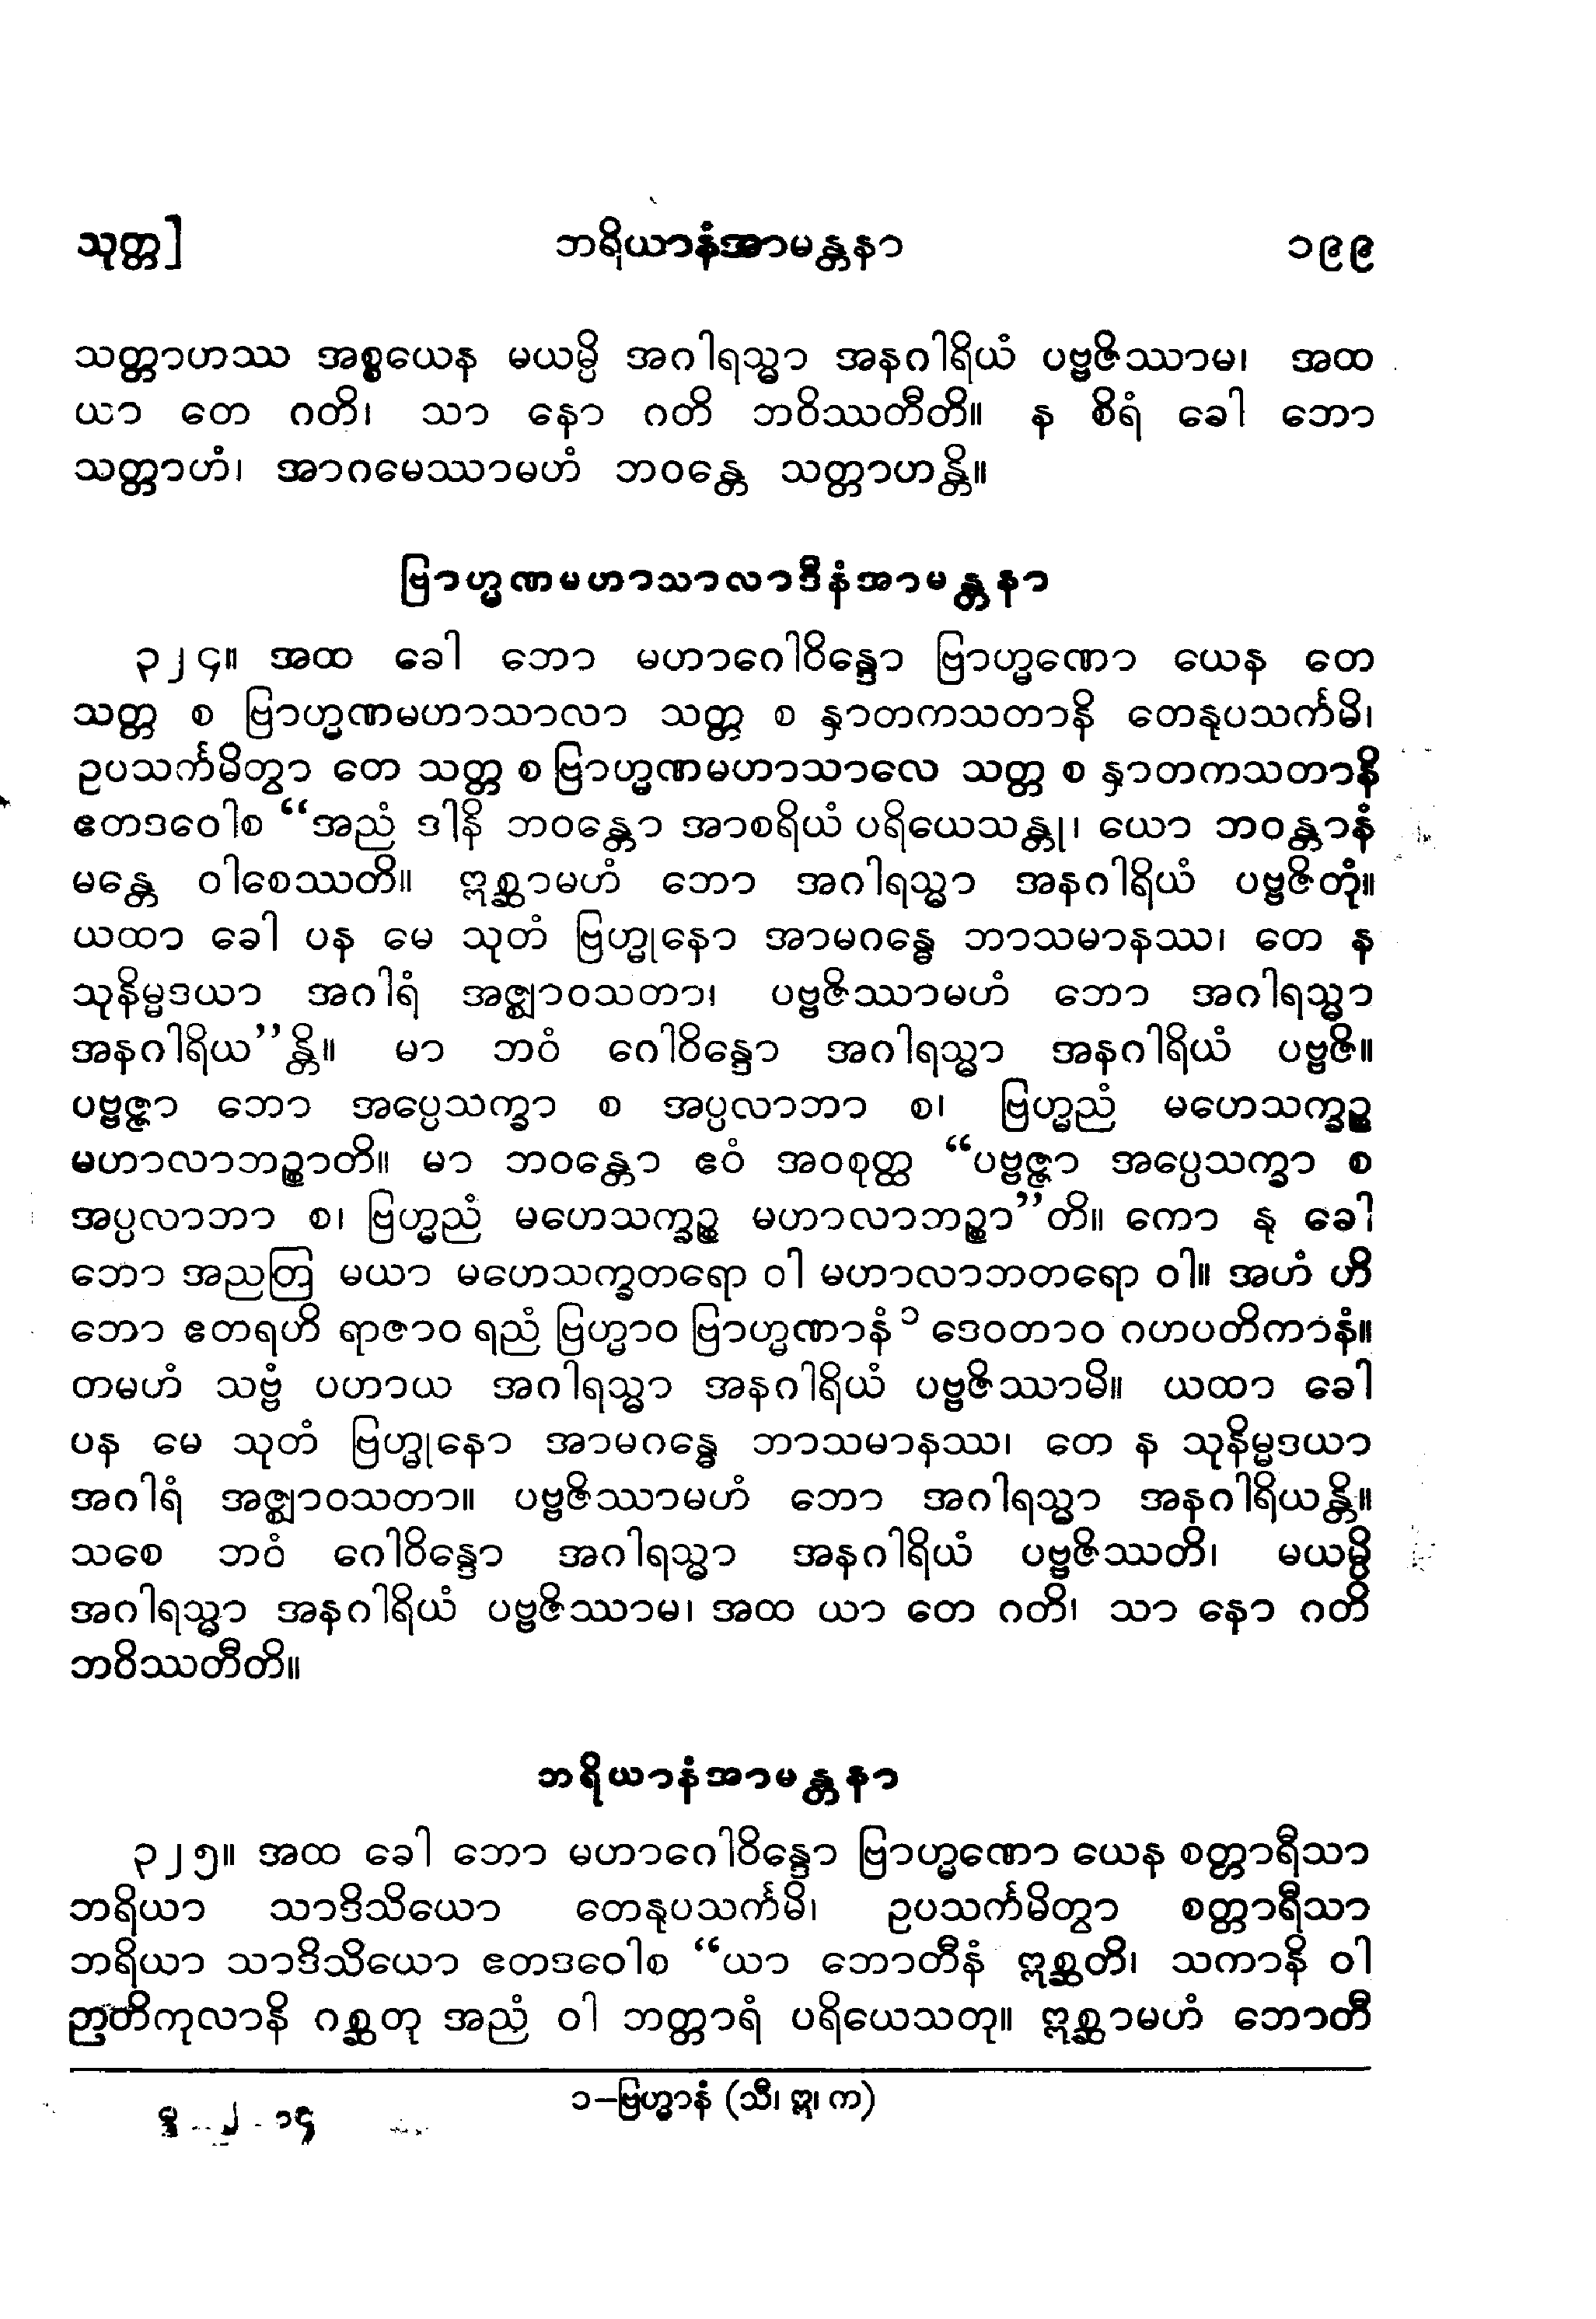 သုတ္တ] ဘရိယာနံအာမန္တနာ ၁၉၉
သတ္တာဟဿ အစ္စယေန မယမ္ပိ အဂါရသ္မာ အနဂါရိယံ ပဗ္ဗဇိဿာမ၊ အထ
ယာ တေ ဂတိ၊ သာ နော ဂတိ ဘဝိဿတီတိ။ န စိရံ ခေါ ဘော
သတ္တာဟံ၊ အာဂမေဿာမဟံ ဘဝန္တေ သတ္တာဟန္တိ။
ဗြာဟ္မဏမဟာသာလာဒီနံအာမန္တနာ
၃၂၄။ အထ ခေါ ဘော မဟာဂေါဝိန္ဒော ဗြာဟ္မဏော ယေန တေ
သတ္တ စ ဗြာဟ္မဏမဟာသာလာ သတ္တ စ နှာတကသတာနိ တေနုပသင်္ကမိ၊
ဥပသင်္ကမိတွာ တေ သတ္တ စ ဗြာဟ္မဏမဟာသာလေ သတ္တ စ နှာတကသတာနိ
ဧတဒဝေါစ “အညံ ဒါနိ ဘဝန္တော အာစရိယံ ပရိယေသန္တု၊ ယော ဘဝန္တာနံ
မန္တေ ဝါစေဿတိ။ ဣစ္ဆာမဟံ ဘော အဂါရသ္မာ အနဂါရိယံ ပဗ္ဗဇိတုံ။
ယထာ ခေါ ပန မေ သုတံ ဗြဟ္မုနော အာမဂန္ဓေ ဘာသမာနဿ၊ တေ န
သုနိမ္မဒယာ အဂါရံ အဇ္ဈာဝသတာ၊ ပဗ္ဗဇိဿာမဟံ ဘော အဂါရသ္မာ
အနဂါရိယ”န္တိ။ မာ ဘဝံ ဂေါဝိန္ဒော အဂါရသ္မာ အနဂါရိယံ ပဗ္ဗဇိ။
ပဗ္ဗဇ္ဇာ ဘော အပ္ပေသက္ခာ စ အပ္ပလာဘာ စ၊ ဗြဟ္မညံ မဟေသက္ခဉ္စ
မဟာလာဘဉ္စာတိ။ မာ ဘဝန္တော ဧဝံ အဝစုတ္ထ “ပဗ္ဗဇ္ဇာ အပ္ပေသက္ခာ စ
အပ္ပလာဘာ စ၊ ဗြဟ္မညံ မဟေသက္ခဉ္စ မဟာလာဘဉ္စာ”တိ။ ကော နု ခေါ
ဘော အညတြ မယာ မဟေသက္ခတရော ဝါ မဟာလာဘတရော ဝါ။ အဟံ ဟိ
ဘော ဧတရဟိ ရာဇာဝ ရညံ ဗြဟ္မာဝ ဗြာဟ္မဏာနံ ၁ ဒေဝတာဝ ဂဟပတိကာနံ။
တမဟံ သဗ္ဗံ ပဟာယ အဂါရသ္မာ အနဂါရိယံ ပဗ္ဗဇိဿာမိ။ ယထာ ခေါ
ပန မေ သုတံ ဗြဟ္မုနော အာမဂန္ဓေ ဘာသမာနဿ၊ တေ န သုနိမ္မဒယာ
အဂါရံ အဇ္ဈာဝသတာ။ ပဗ္ဗဇိဿာမဟံ ဘော အဂါရသ္မာ အနဂါရိယန္တိ။
သစေ ဘဝံ ဂေါဝိန္ဒော အဂါရသ္မာ အနဂါရိယံ ပဗ္ဗဇိဿတိ၊ မယမ္ပိ
အဂါရသ္မာ အနဂါရိယံ ပဗ္ဗဇိဿာမ၊ အထ ယာ တေ ဂတိ၊ သာ နော ဂတိ
ဘဝိဿတီတိ။
ဘရိယာနံအာမန္တနာ
၃၂၅။ အထ ခေါ ဘော မဟာဂေါဝိန္ဒော ဗြာဟ္မဏော ယေန စတ္တာရီသာ
ဘရိယာ သာဒိသိယော တေနုပသင်္ကမိ၊ ဥပသင်္ကမိတွာ စတ္တာရီသာ
ဘရိယာ သာဒိသိယော ဧတဒဝေါစ “ယာ ဘောတီနံ ဣစ္ဆတိ၊ သကာနိ ဝါ
ဉာတိကုလာနိ ဂစ္ဆတု အညံ ဝါ ဘတ္တာရံ ပရိယေသတု။ ဣစ္ဆာမဟံ ဘောတီ
၁–ဗြဟ္မာနံ (သီ၊ ဣ၊ က)
၂ - ၁၄